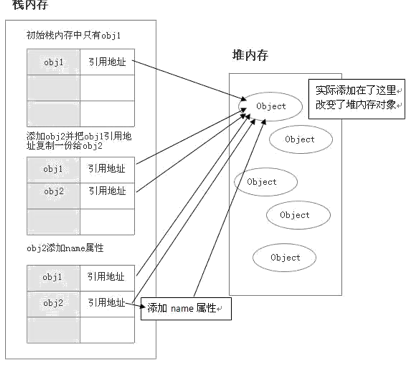 栈内存
初始栈内存中只有obj1
obj1 引用地址
添加obj2并把obj1引用地
址复制一份给obj2
obj1 引用地址
obj2 引用地址
obj2添加name属性
obj1 引用地址
obj2 引用地址
添加 name 属性
堆内存
Object
Object
Object
Object
Object
实际添加在了这里
改变了堆内存对象